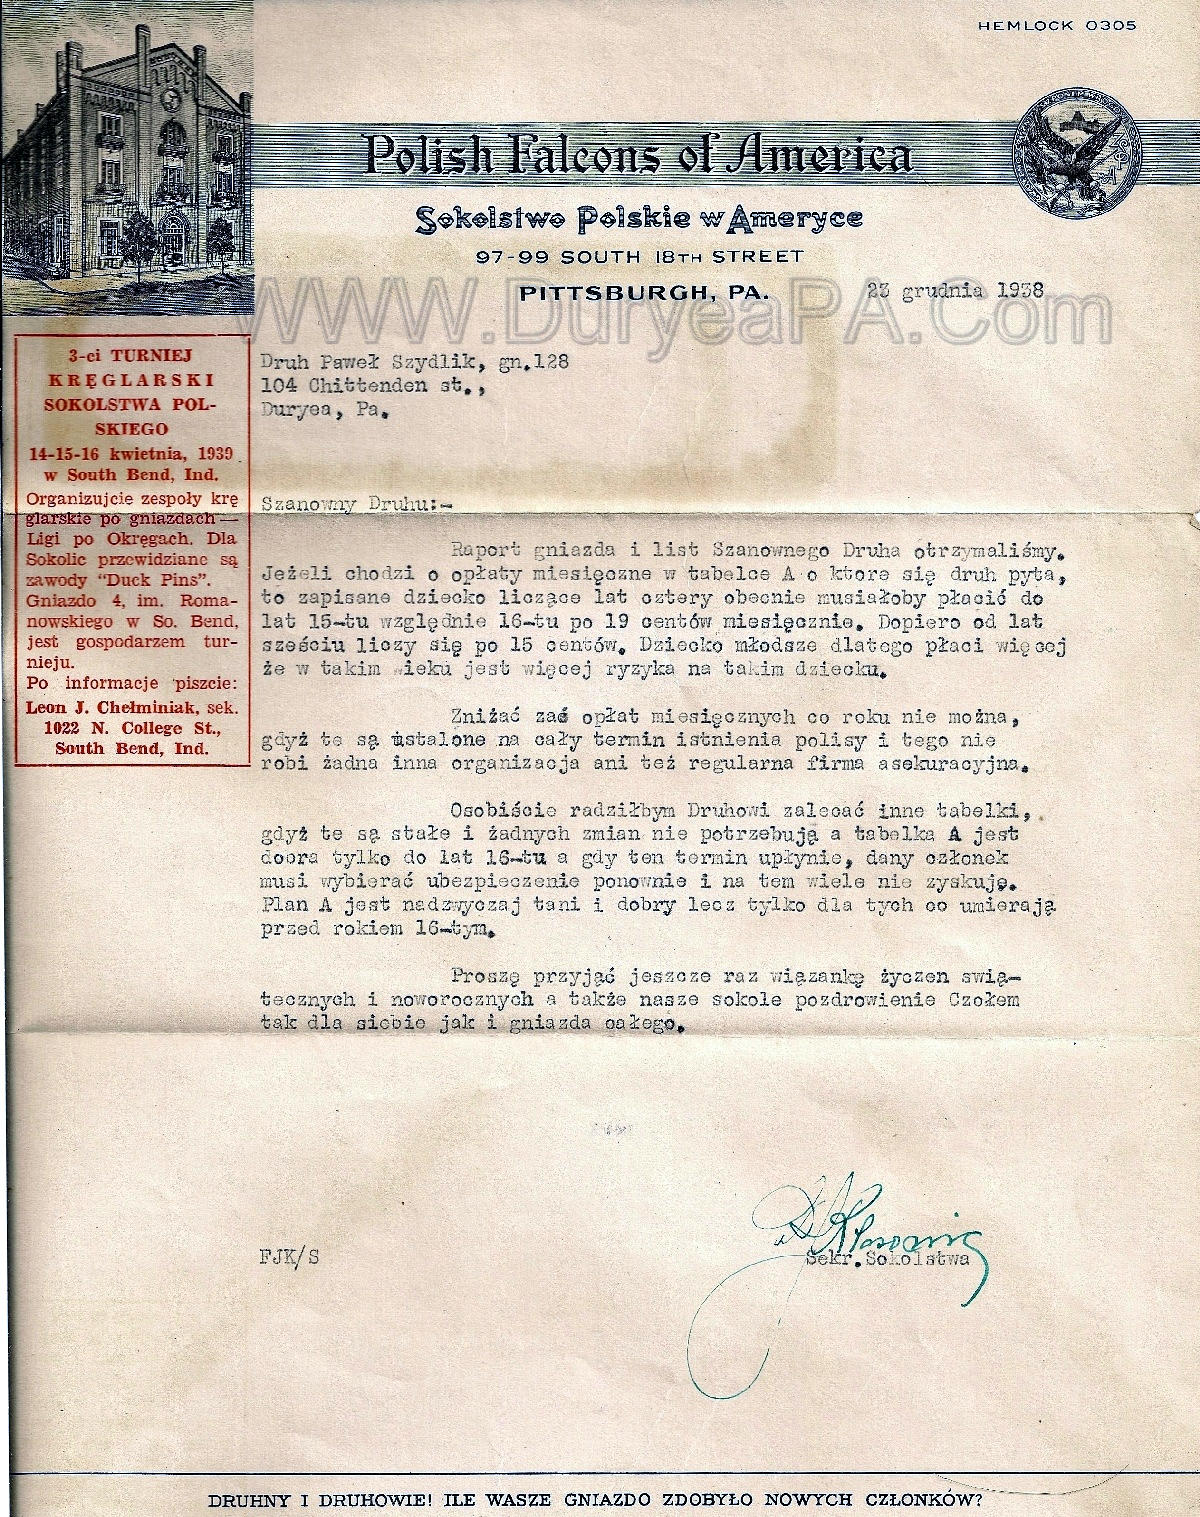 HEMLOCK 0305
Polish Falcons of America
Sokolstwo Polskie w Ameryce
97-99 SOUTH 18TH STREET
PITTSBURGH, PA.
23 grudnia 1938
WWW.DuryeaPA.Com
3-ci TURNIEJ
KRĘGLARSKI
SOKOLSTWA POL-
SKIEGO
14-15-16 kwietnia, 1939
w South Bend, Ind.
Organizujcie zespoły krę
glarskie po gniazdach —
Ligi po Okręgach. Dla
Sokolic przewidziane są
zawody "Duck Pins".
Gniazdo 4, im. Roma-
nowskiego w So. Bend,
jest gospodarzem tur-
nieju.
Po informacje piszcie:
Leon J. Chełminiak, sek.
1022 N. College St.,
South Bend, Ind.
Druh Paweł Szydlik, gn.128
104 Chittenden st.,
Duryea, Pa.
Szanowny Druhu:-
Raport gniazda i list Szanownego Druha otrzymaliśmy.
Jeżeli chodzi o opłaty miesięczne w tabelce A o ktore się druh pyta,
to zapisane dziecko liczące lat cztery obecnie musiałoby płacić do
lat 15-tu względnie 16-tu po 19 centów miesięcznie. Dopiero od lat
sześciu liczy się po 15 centów. Dziecko młodsze dlatego płaci więcej
że w takim wieku jest więcej ryzyka na takim dziecku.
Zniżać zaś opłat miesięcznych co roku nie można,
gdyż te są ustalone na cały termin istnienia polisy i tego nie
robi żadna inna organizacja ani też regularna firma asekuracyjna.
Osobiście radziłbym Druhowi zalecać inne tabelki,
gdyż te są stałe i żadnych zmian nie potrzebują a tabelka A jest
dobra tylko do lat 16-tu a gdy ten termin upłynie, dany członek
musi wybierać ubezpieczenie ponownie i na tem wiele nie zyskuję.
Plan A jest nadzwyczaj tani i dobry lecz tylko dla tych co umierają
przed rokiem 16-tym.
Proszę przyjąć jeszcze raz wiązankę życzen swią-
tecznych i noworocznych a także nasze sokole pozdrowienie Czołem
tak dla siebie jak i gniazda całego.
FJK/S
Sekr. Sokolstwa
DRUHNY I DRUHOWIE! ILE WASZE GNIAZDO ZDOBYŁO NOWYCH CZŁONKÓW?